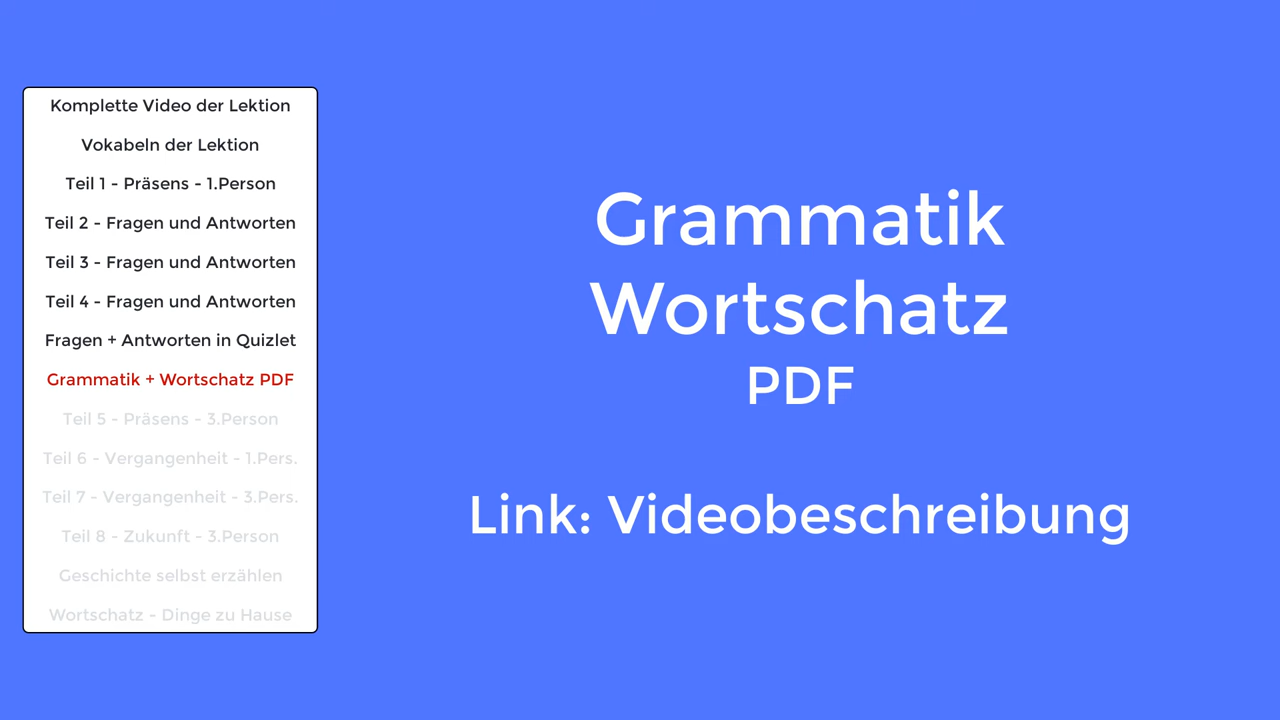 Komplette Video der Lektion
Vokabeln der Lektion
Teil 1 - Präsens - 1.Person
Teil 2 - Fragen und Antworten
Teil 3 - Fragen und Antworten
Teil 4 - Fragen und Antworten
Fragen + Antworten in Quizlet
Grammatik + Wortschatz PDF
Teil 5 - Präsens - 3.Person
Teil 6 - Vergangenheit - 1.Pers.
Teil 7 - Vergangenheit - 3.Pers.
Teil 8 - Zukunft - 3.Person
Geschichte selbst erzählen
Wortschatz - Dinge zu Hause
Grammatik
Wortschatz
PDF
Link: Videobeschreibung